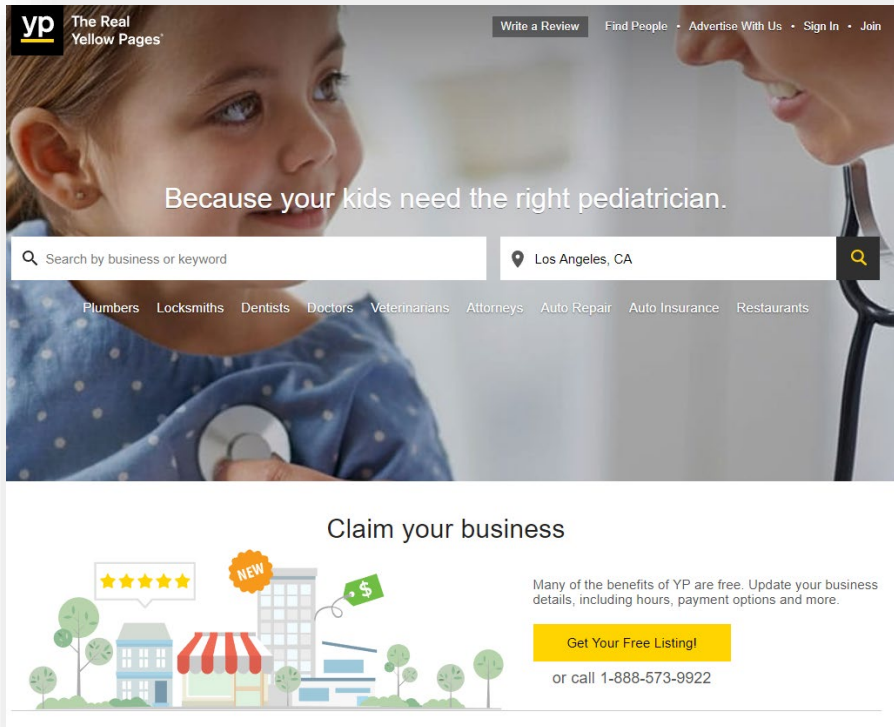 yp The Real
Yellow Pages
Write a Review Find People • Advertise With Us • Sign In • Join
Because your kids need the right pediatrician.
Search by business or keyword
Los Angeles, CA
Plumbers Locksmiths Dentists Doctors Veterinarians Attorneys Auto Repair Auto Insurance Restaurants
Claim your business
NEW
$
Many of the benefits of YP are free. Update your business
details, including hours, payment options and more.
Get Your Free Listing!
or call 1-888-573-9922